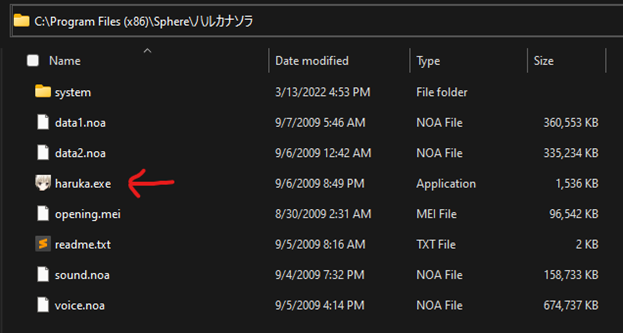 C:\Program Files (x86)\Sphere\ハルカナソラ
Name Date modified Type Size
system 3/13/2022 4:53 PM File folder
data1.noa 9/7/2009 5:46 AM NOA File 360,553 KB
data2.noa 9/6/2009 12:42 AM NOA File 335,234 KB
haruka.exe 9/6/2009 8:49 PM Application 1,536 KB
opening.mei 8/30/2009 2:31 AM MEI File 96,542 KB
readme.txt 9/5/2009 8:16 AM TXT File 2 KB
sound.noa 9/4/2009 7:32 PM NOA File 158,733 KB
voice.noa 9/5/2009 4:14 PM NOA File 674,737 KB